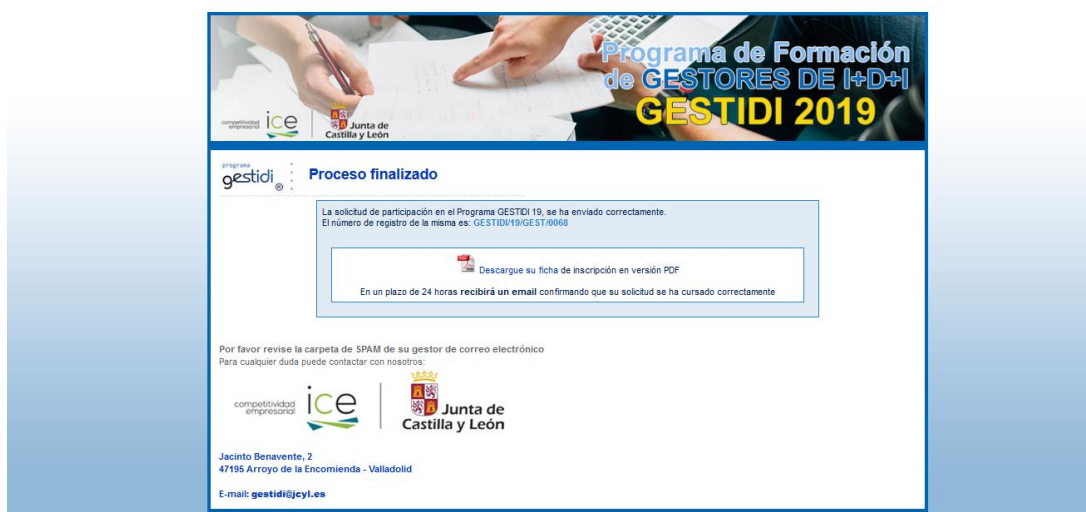 Programa de Formación
de GESTORES DE I+D+I
GESTIDI 2019
competitividad
empresarial
ice
Junta de
Castilla y León
programa
gestidi®
Proceso finalizado
La solicitud de participación en el Programa GESTIDI 19, se ha enviado correctamente.
El número de registro de la misma es: GESTIDI/19/GEST/0068
Descargue su ficha de inscripción en versión PDF
En un plazo de 24 horas recibirá un email confirmando que su solicitud se ha cursado correctamente
Por favor revise la carpeta de SPAM de su gestor de correo electrónico
Para cualquier duda puede contactar con nosotros:
competitividad
empresarial
ice
Junta de
Castilla y León
Jacinto Benavente, 2
47195 Arroyo de la Encomienda - Valladolid
E-mail: gestidi@jcyl.es